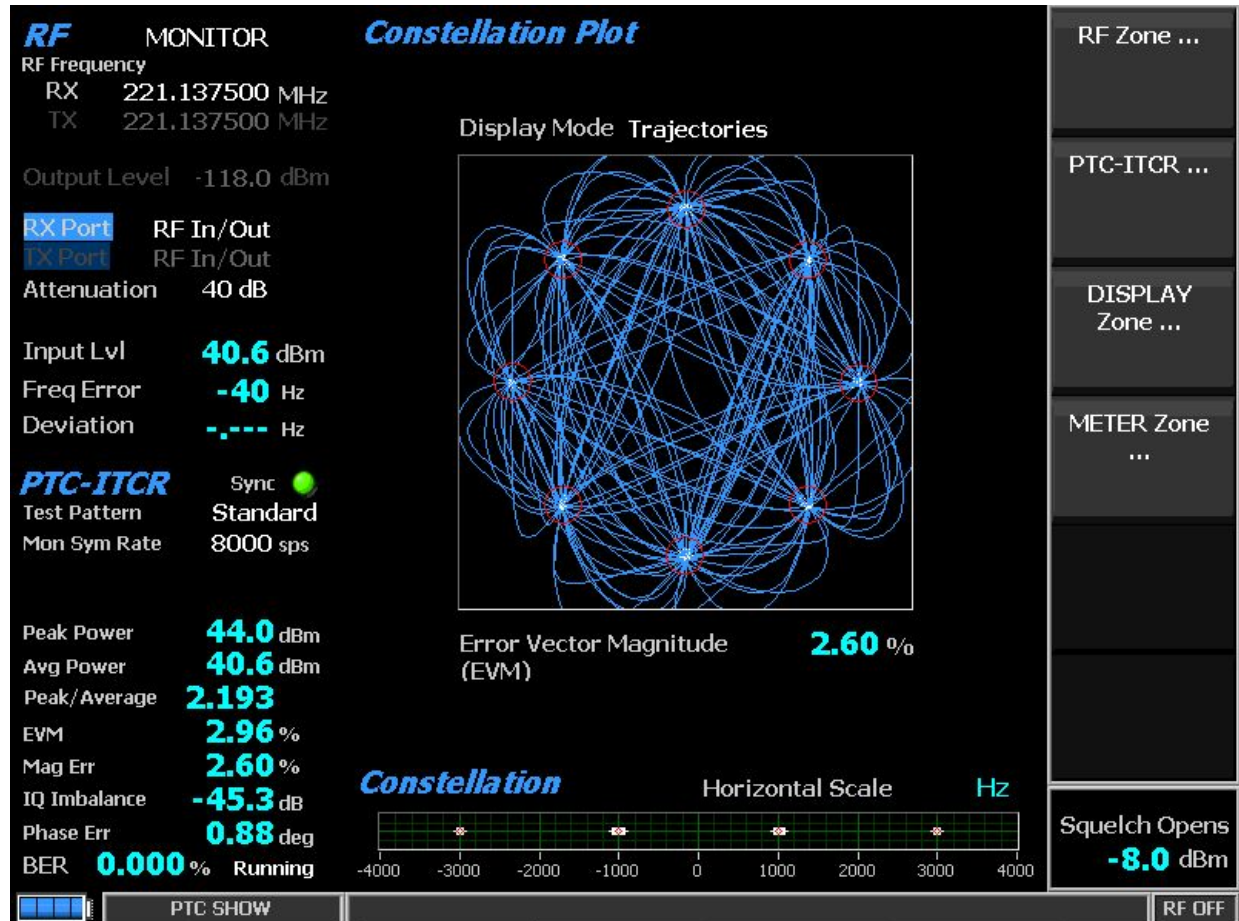 RF MONITOR
RF Frequency
RX 221.137500 MHz
TX 221.137500 MHz
Output Level -118.0 dBm
RX Port RF In/Out
TX Port RF In/Out
Attenuation 40 dB
Input Lvl 40.6 dBm
Freq Error -40 Hz
Deviation -.--- Hz
PTC-ITCR Sync
Test Pattern Standard
Mon Sym Rate 8000 sps
Peak Power 44.0 dBm
Avg Power 40.6 dBm
Peak/Average 2.193
EVM 2.96 %
Mag Err 2.60 %
IQ Imbalance -45.3 dB
Phase Err 0.88 deg
BER 0.000 % Running
Constellation Plot
Display Mode Trajectories
Error Vector Magnitude 2.60 %
(EVM)
Constellation Horizontal Scale Hz
-4000 -3000 -2000 -1000 0 1000 2000 3000 4000
RF Zone ...
PTC-ITCR ...
DISPLAY
Zone ...
METER Zone
...
Squelch Opens
-8.0 dBm
PTC SHOW
RF OFF